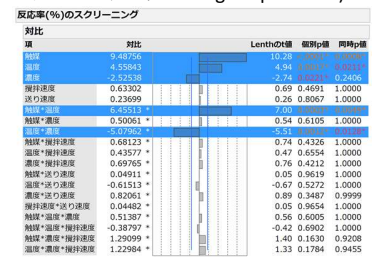 反応率(%)のスクリーニング
対比
項 対比 Lenthのt値 個別p値 同時p値
触媒 9.48756 10.28
温度 4.55843 4.94
濃度 -2.52538 -2.74 0.0221* 0.2406
撹拌速度 0.63302 0.69 0.4691 1.0000
送り速度 0.23699 0.26 0.8067 1.0000
触媒*温度 6.45513 * 7.00
触媒*濃度 0.50061 * 0.54 0.6105 1.0000
温度*濃度 -5.07962 * -5.51
触媒*撹拌速度 0.68123 * 0.74 0.4326 1.0000
温度*撹拌速度 0.43577 * 0.47 0.6554 1.0000
濃度*撹拌速度 0.69765 * 0.76 0.4212 1.0000
触媒*送り速度 0.04911 * 0.05 0.9619 1.0000
温度*送り速度 -0.61513 * -0.67 0.5272 1.0000
濃度*送り速度 0.82061 * 0.89 0.3487 0.9999
撹拌速度*送り速度 0.04482 * 0.05 0.9654 1.0000
触媒*温度*濃度 0.51387 * 0.56 0.6005 1.0000
触媒*温度*撹拌速度 -0.38797 * -0.42 0.6902 1.0000
触媒*濃度*撹拌速度 1.29099 * 1.40 0.1630 0.9208
温度*濃度*撹拌速度 1.22984 * 1.33 0.1784 0.9455